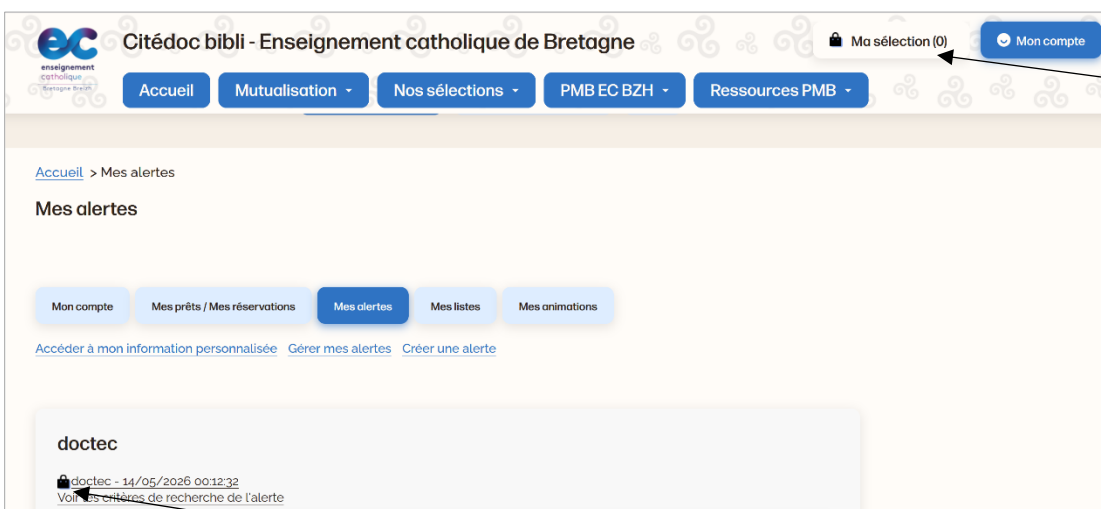 Citédoc bibli - Enseignement catholique de Bretagne
Ma sélection (0)
Mon compte
ec
enseignement
catholique
Bretagne Breizh
Accueil
Mutualisation
Nos sélections
PMB EC BZH
Ressources PMB
Accueil > Mes alertes
Mes alertes
Mon compte
Mes prêts / Mes réservations
Mes alertes
Mes listes
Mes animations
Accéder à mon information personnalisée Gérer mes alertes Créer une alerte
doctec
doctec - 14/05/2026 00:12:32
Voir les critères de recherche de l'alerte